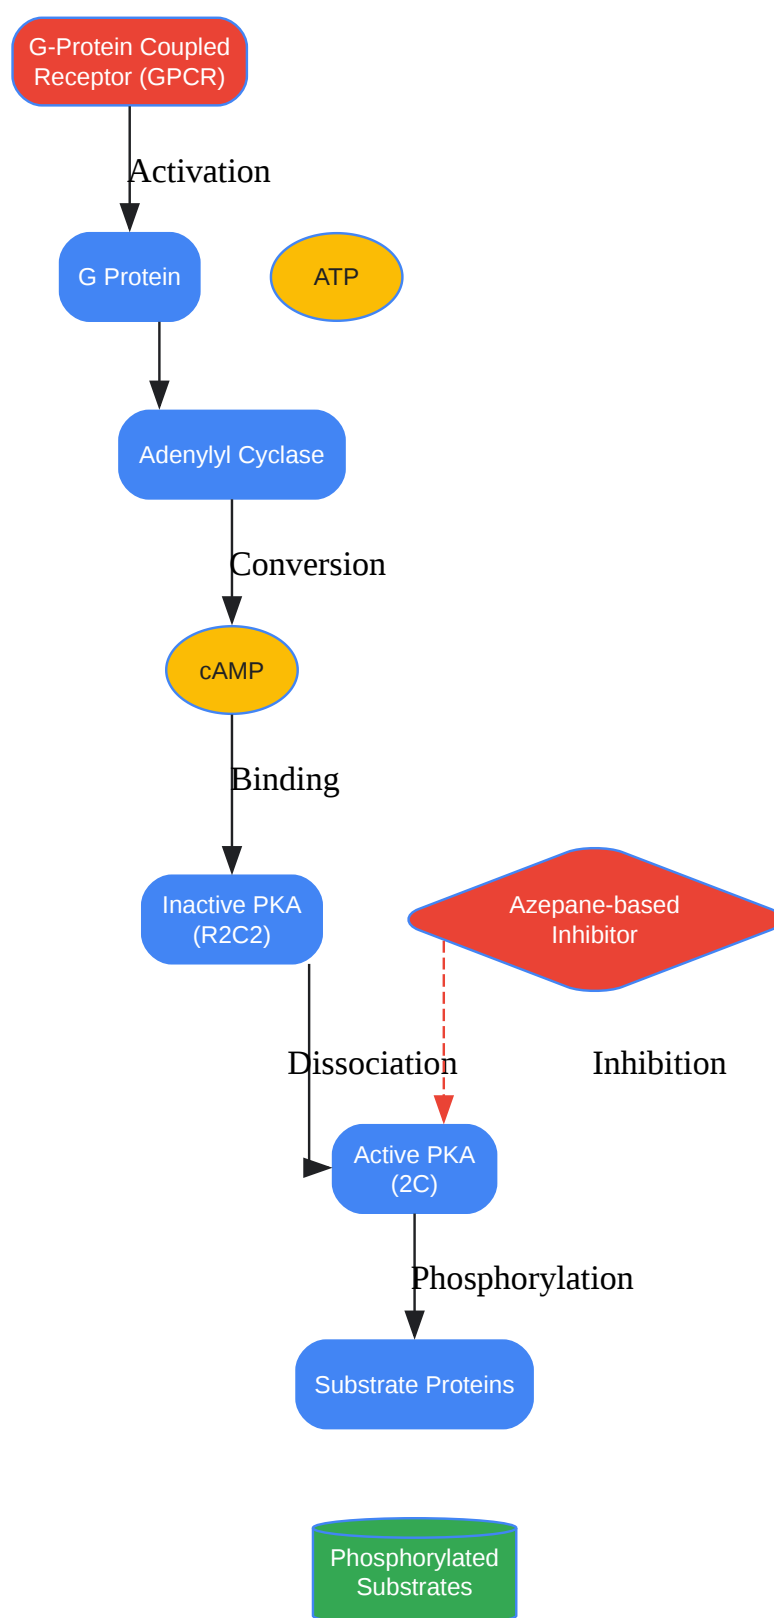 G-Protein Coupled
Receptor (GPCR)
Activation
G Protein
ATP
Adenylyl Cyclase
Conversion
cAMP
Binding
Inactive PKA
(R2C2)
Azepane-based
Inhibitor
Dissociation
Inhibition
Active PKA
(2C)
Phosphorylation
Substrate Proteins
Phosphorylated
Substrates